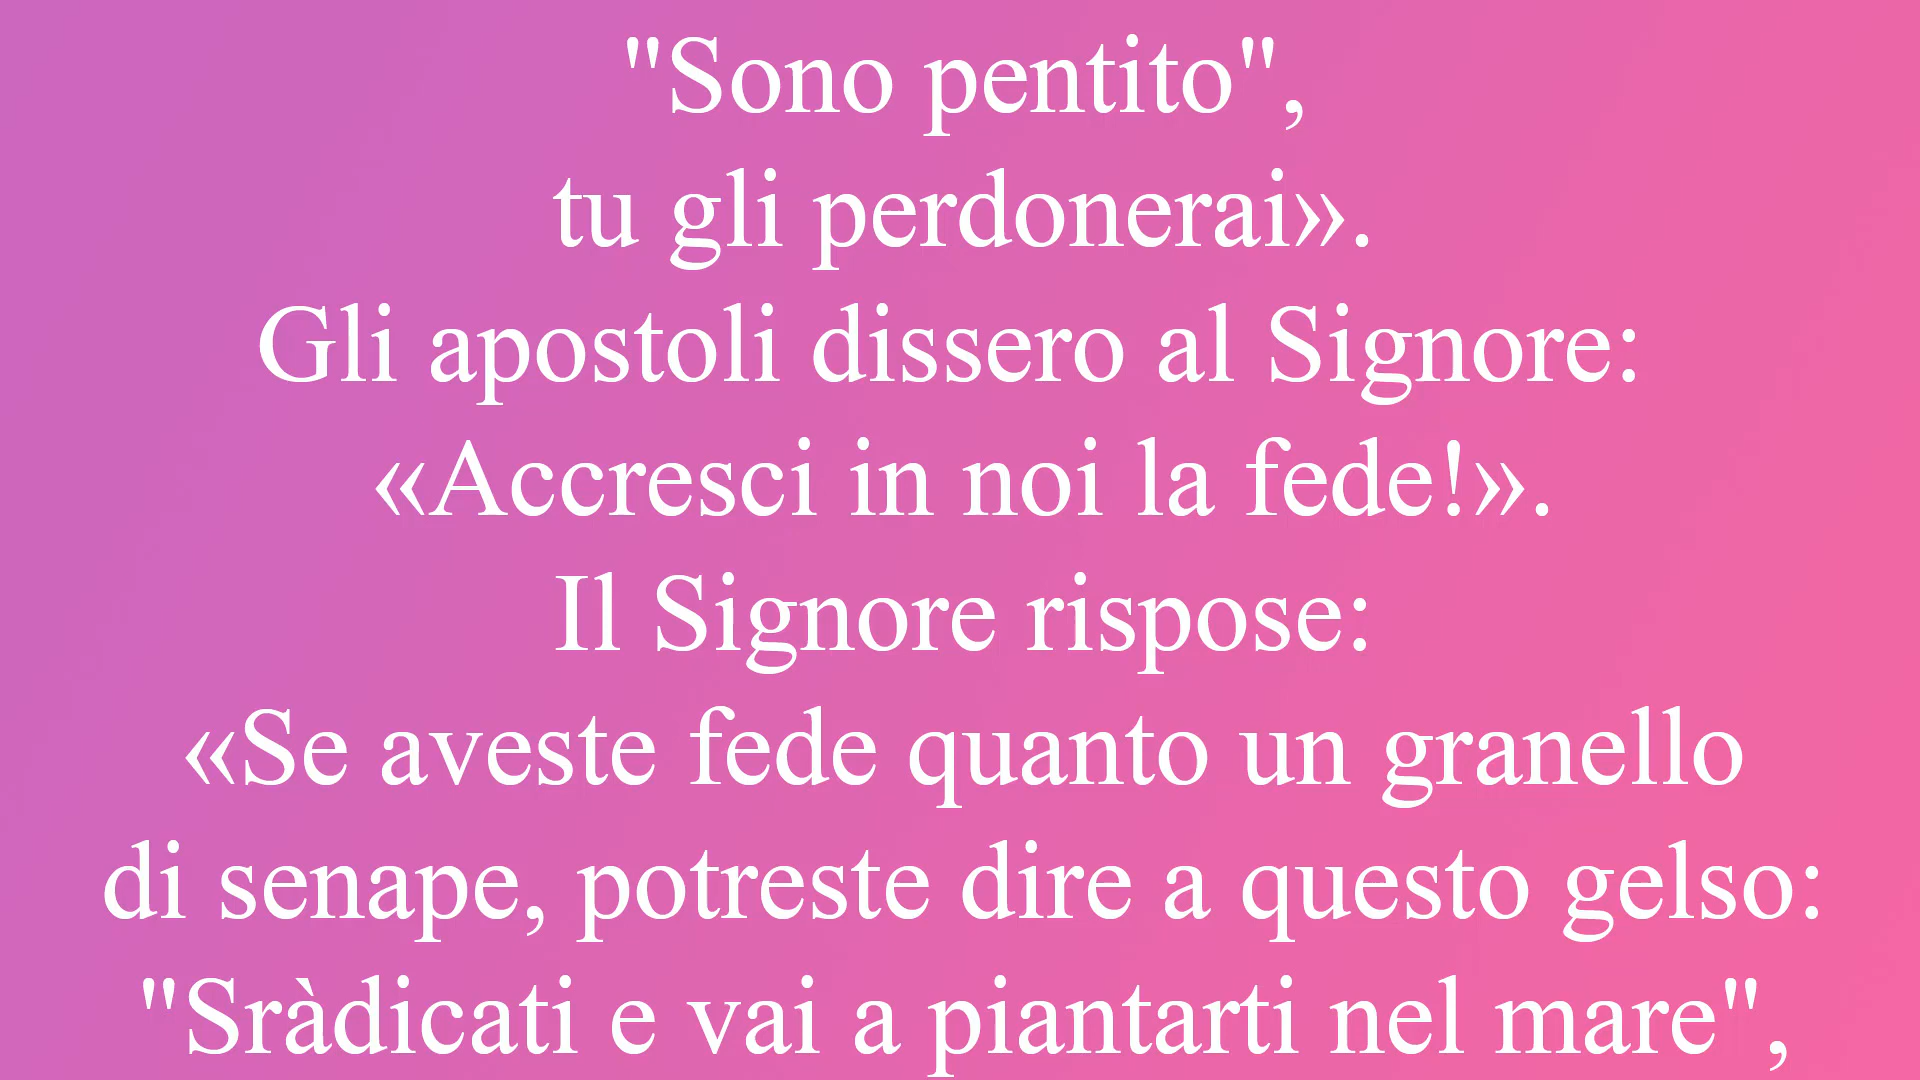 "Sono pentito",
tu gli perdonerai».
Gli apostoli dissero al Signore:
«Accresci in noi la fede!».
Il Signore rispose:
«Se aveste fede quanto un granello
di senape, potreste dire a questo gelso:
"Sràdicati e vai a piantarti nel mare",